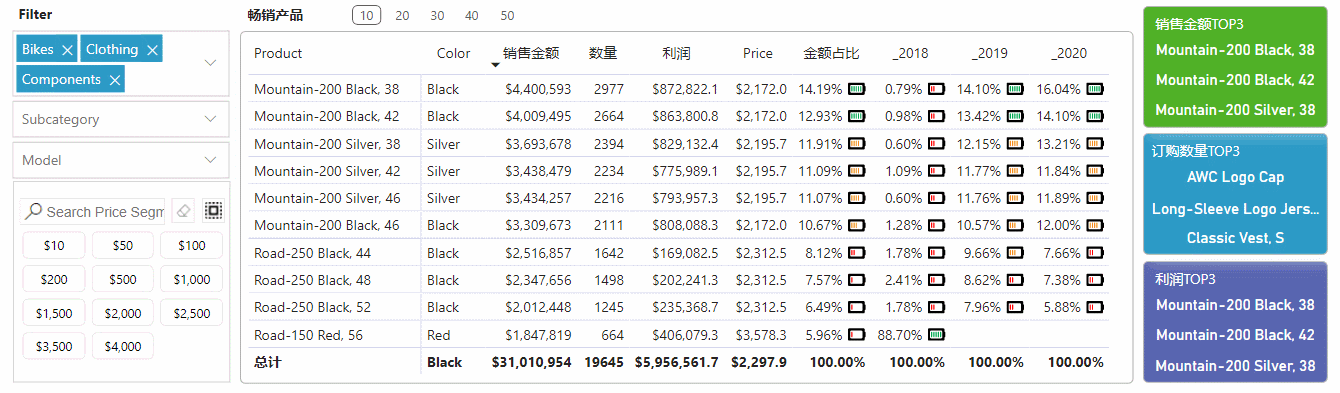 Filter
Bikes × Clothing ×
Components ×
Subcategory
Model
Search Price Segm
$10 $50 $100
$200 $500 $1,000
$1,500 $2,000 $2,500
$3,500 $4,000
畅销产品 10 20 30 40 50
Product Color 销售金额 数量 利润 Price 金额占比 _2018 _2019 _2020
Mountain-200 Black, 38 Black $4,400,593 2977 $872,822.1 $2,172.0 14.19% 0.79% 14.10% 16.04%
Mountain-200 Black, 42 Black $4,009,495 2664 $863,800.8 $2,172.0 12.93% 0.98% 13.42% 14.10%
Mountain-200 Silver, 38 Silver $3,693,678 2394 $829,132.4 $2,195.7 11.91% 0.60% 12.15% 13.21%
Mountain-200 Silver, 42 Silver $3,438,479 2234 $775,989.1 $2,195.7 11.09% 1.09% 11.77% 11.84%
Mountain-200 Silver, 46 Silver $3,434,257 2216 $793,957.3 $2,195.7 11.07% 0.60% 11.76% 11.89%
Mountain-200 Black, 46 Black $3,309,673 2111 $808,088.3 $2,172.0 10.67% 1.28% 10.57% 12.00%
Road-250 Black, 44 Black $2,516,857 1642 $169,082.5 $2,312.5 8.12% 1.78% 9.66% 7.66%
Road-250 Black, 48 Black $2,347,656 1498 $202,241.3 $2,312.5 7.57% 2.41% 8.62% 7.38%
Road-250 Black, 52 Black $2,012,448 1245 $235,368.7 $2,312.5 6.49% 1.78% 7.96% 5.88%
Road-150 Red, 56 Red $1,847,819 664 $406,079.3 $3,578.3 5.96% 88.70%
总计 Black $31,010,954 19645 $5,956,561.7 $2,297.9 100.00% 100.00% 100.00% 100.00%
销售金额TOP3
Mountain-200 Black, 38
Mountain-200 Black, 42
Mountain-200 Silver, 38
订购数量TOP3
AWC Logo Cap
Long-Sleeve Logo Jers...
Classic Vest, S
利润TOP3
Mountain-200 Black, 38
Mountain-200 Black, 42
Mountain-200 Silver, 38